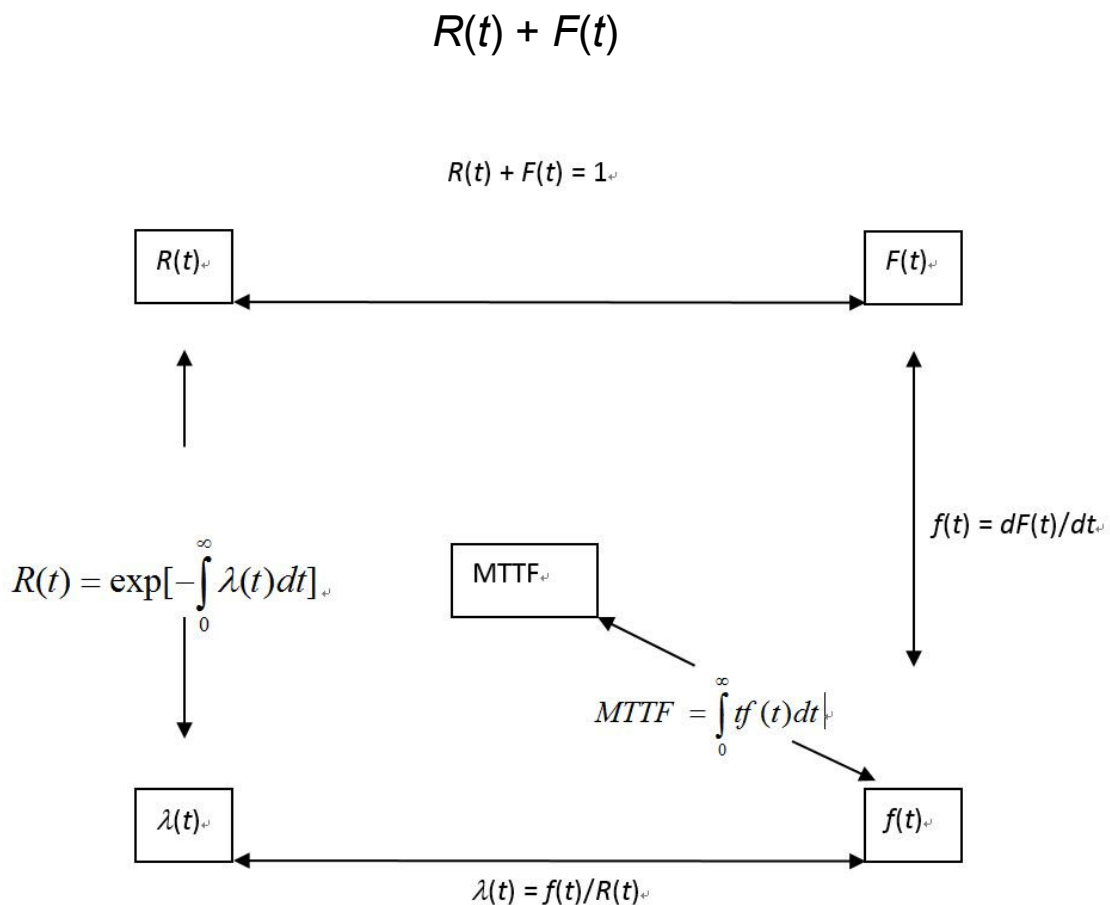 R(t) + F(t)
R(t) + F(t) = 1
R(t)
F(t)
f(t) = dF(t)/dt
R(t) = exp[-∫₀^∞ λ(t)dt]
MTTF
MTTF = ∫₀^∞ tf(t)dt
λ(t)
f(t)
λ(t) = f(t)/R(t)